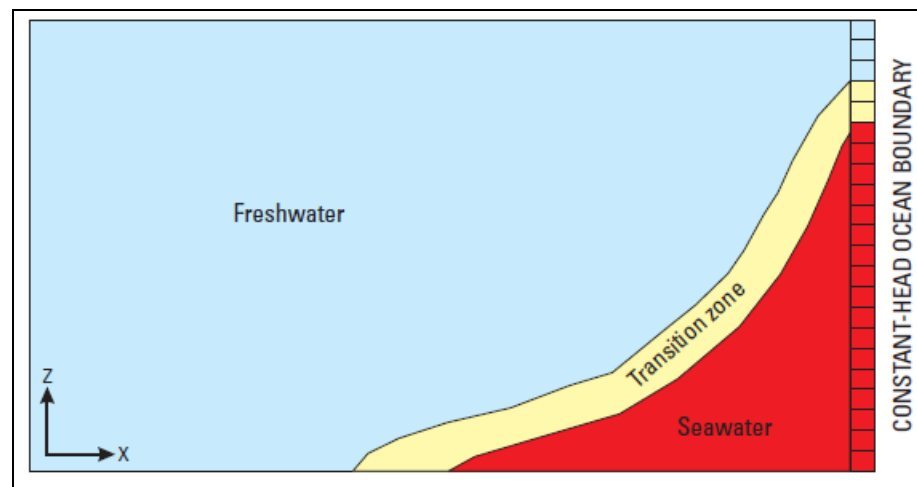 Freshwater
Transition zone
Seawater
Z
X
CONSTANT-HEAD OCEAN BOUNDARY